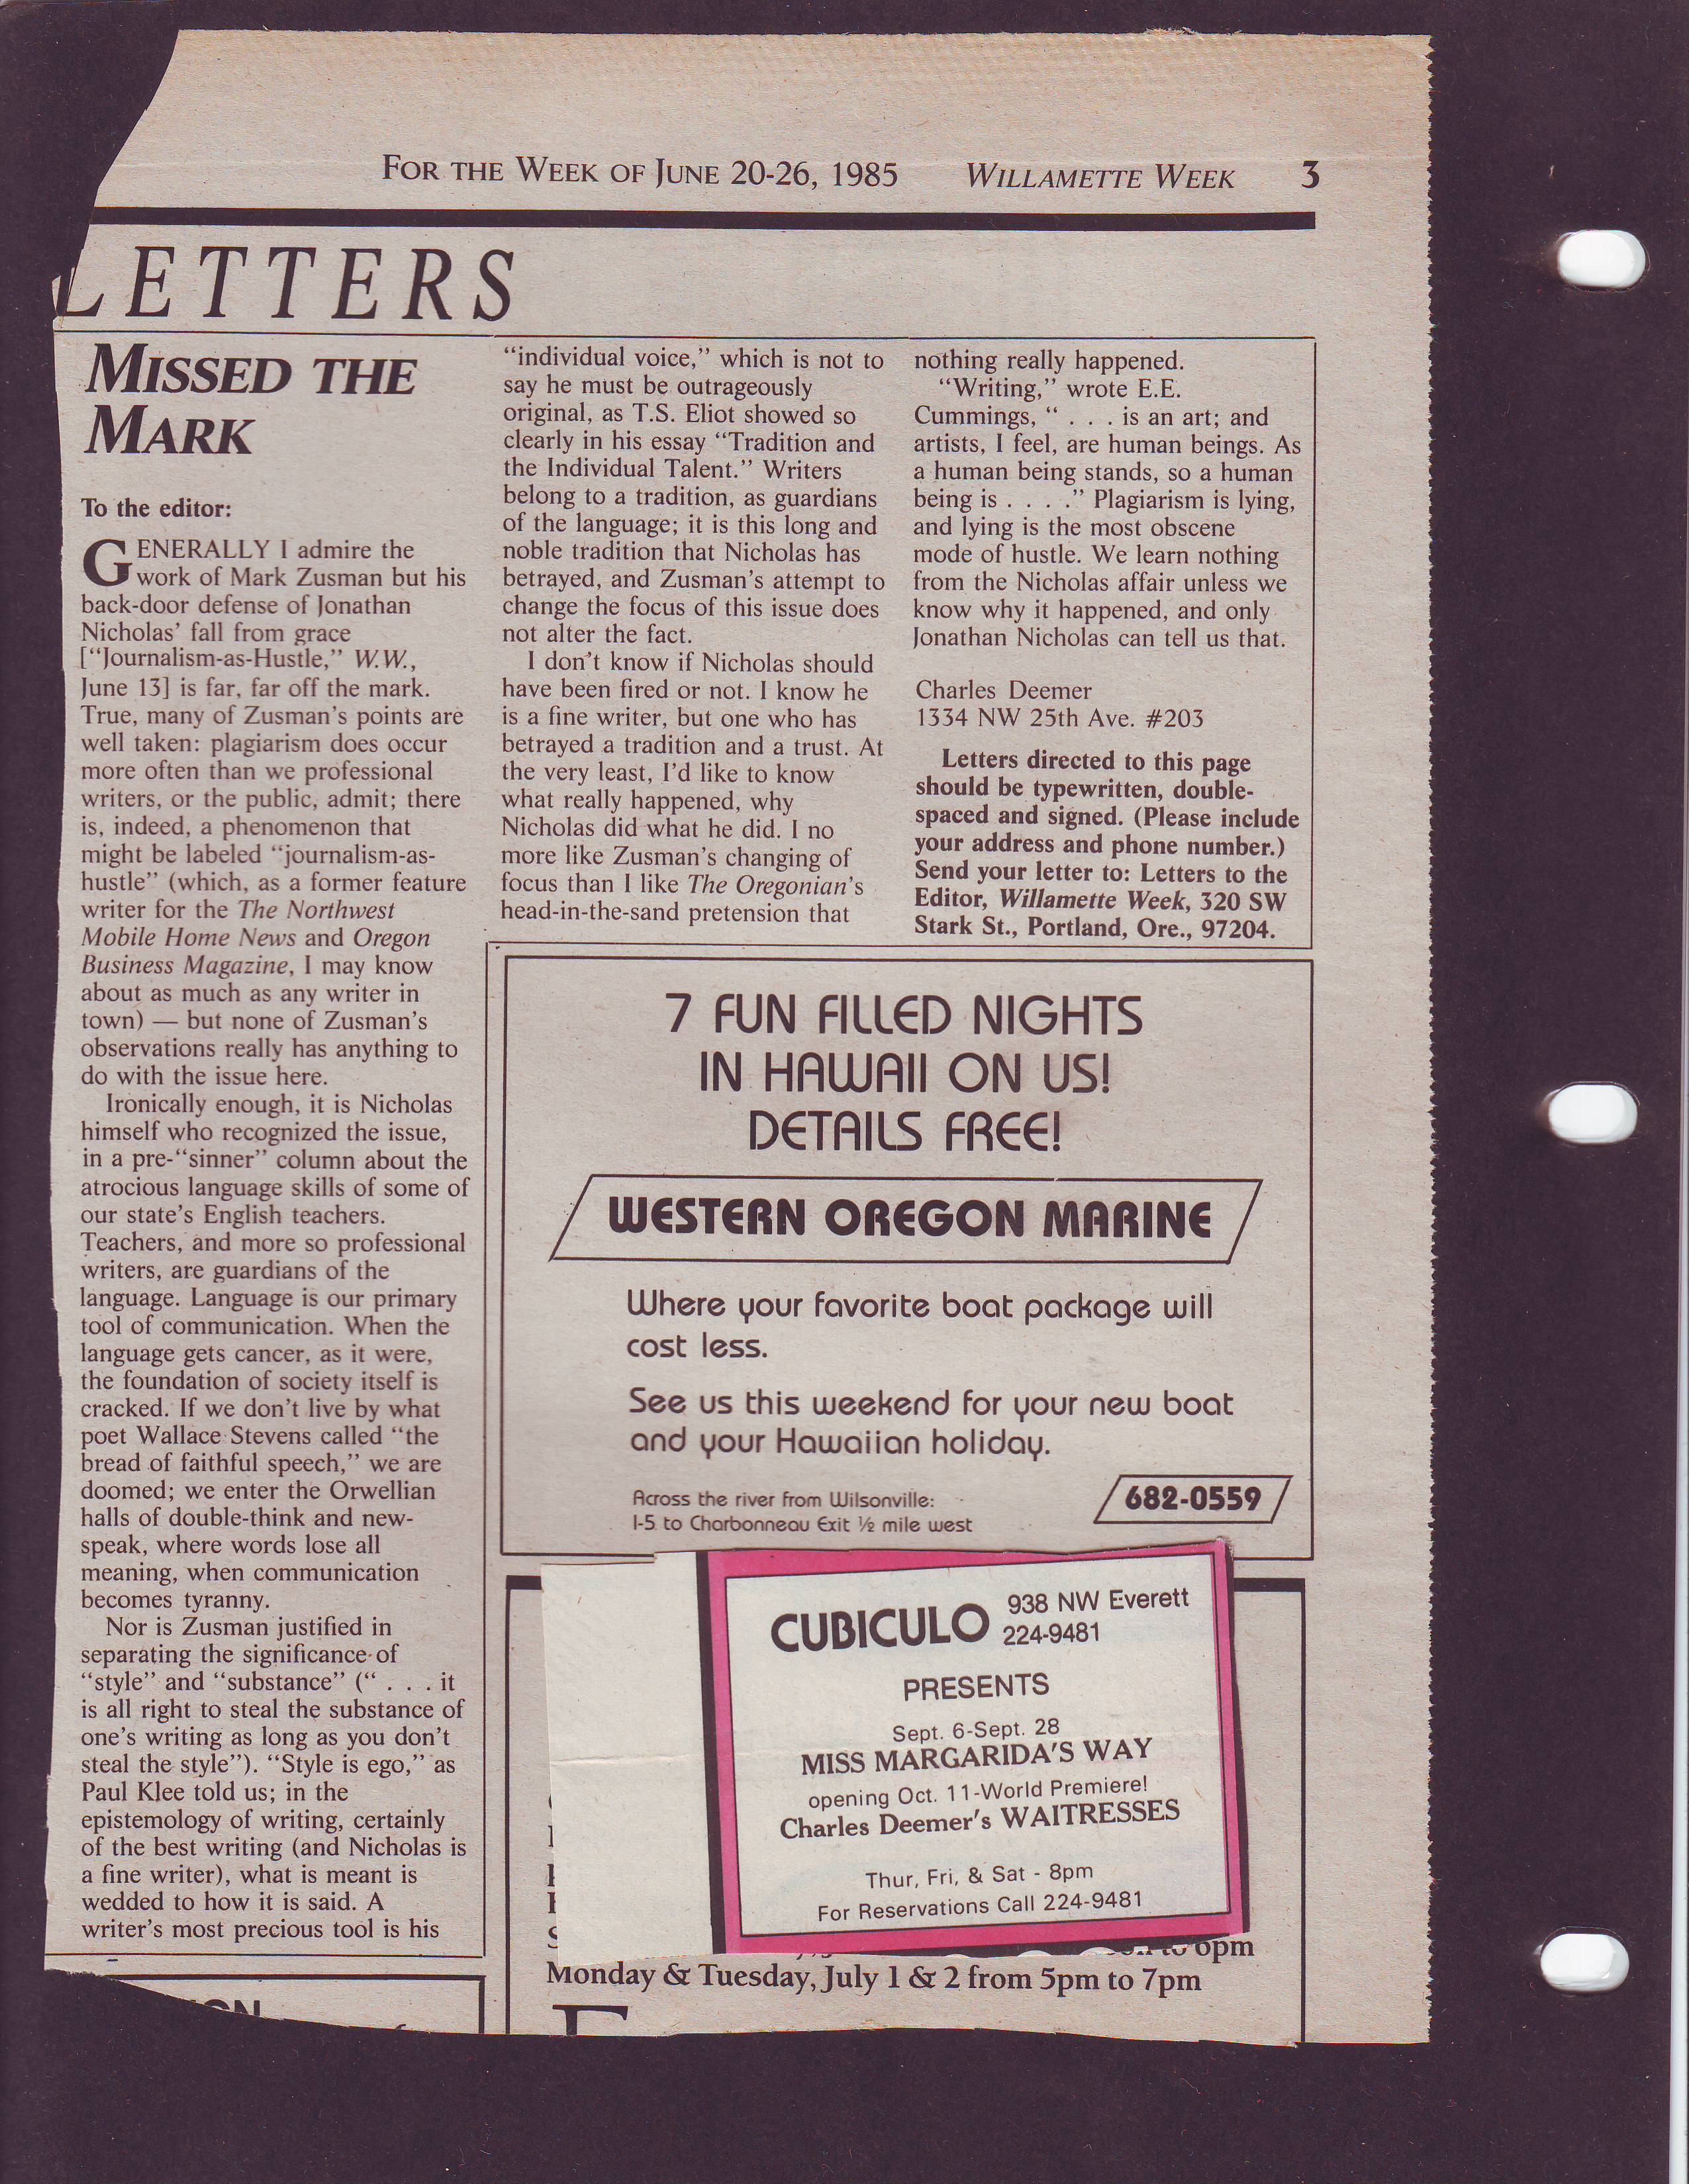 FOR THE WEEK OF JUNE 20-26, 1985 WILLAMETTE WEEK 3
LETTERS
MISSED THE
MARK
To the editor:
GENERALLY I admire the
work of Mark Zusman but his
back-door defense of Jonathan
Nicholas' fall from grace
[“Journalism-as-Hustle,” W.W.,
June 13] is far, far off the mark.
True, many of Zusman's points are
well taken: plagiarism does occur
more often than we professional
writers, or the public, admit; there
is, indeed, a phenomenon that
might be labeled “journalism-as-
hustle” (which, as a former feature
writer for the The Northwest
Mobile Home News and Oregon
Business Magazine, I may know
about as much as any writer in
town) — but none of Zusman's
observations really has anything to
do with the issue here.
Ironically enough, it is Nicholas
himself who recognized the issue,
in a pre-“sinner” column about the
atrocious language skills of some of
our state's English teachers.
Teachers, and more so professional
writers, are guardians of the
language. Language is our primary
tool of communication. When the
language gets cancer, as it were,
the foundation of society itself is
cracked. If we don't live by what
poet Wallace Stevens called “the
bread of faithful speech,” we are
doomed; we enter the Orwellian
halls of double-think and new-
speak, where words lose all
meaning, when communication
becomes tyranny.
Nor is Zusman justified in
separating the significance of
“style” and “substance” (“ . . . it
is all right to steal the substance of
one's writing as long as you don't
steal the style”). “Style is ego,” as
Paul Klee told us; in the
epistemology of writing, certainly
of the best writing (and Nicholas is
a fine writer), what is meant is
wedded to how it is said. A
writer's most precious tool is his
“individual voice,” which is not to
say he must be outrageously
original, as T.S. Eliot showed so
clearly in his essay “Tradition and
the Individual Talent.” Writers
belong to a tradition, as guardians
of the language; it is this long and
noble tradition that Nicholas has
betrayed, and Zusman's attempt to
change the focus of this issue does
not alter the fact.
I don't know if Nicholas should
have been fired or not. I know he
is a fine writer, but one who has
betrayed a tradition and a trust. At
the very least, I'd like to know
what really happened, why
Nicholas did what he did. I no
more like Zusman's changing of
focus than I like The Oregonian's
head-in-the-sand pretension that
nothing really happened.
“Writing,” wrote E.E.
Cummings, “ . . . is an art; and
artists, I feel, are human beings. As
a human being stands, so a human
being is . . . .” Plagiarism is lying,
and lying is the most obscene
mode of hustle. We learn nothing
from the Nicholas affair unless we
know why it happened, and only
Jonathan Nicholas can tell us that.
Charles Deemer
1334 NW 25th Ave. #203
Letters directed to this page
should be typewritten, double-
spaced and signed. (Please include
your address and phone number.)
Send your letter to: Letters to the
Editor, Willamette Week, 320 SW
Stark St., Portland, Ore., 97204.
7 FUN FILLED NIGHTS
IN HAWAII ON US!
DETAILS FREE!
WESTERN OREGON MARINE
Where your favorite boat package will
cost less.
See us this weekend for your new boat
and your Hawaiian holiday.
Across the river from Wilsonville:
I-5 to Charbonneau Exit ½ mile west
682-0559
CUBICULO 938 NW Everett
224-9481
PRESENTS
Sept. 6-Sept. 28
MISS MARGARIDA'S WAY
opening Oct. 11-World Premiere!
Charles Deemer's WAITRESSES
Thur, Fri, & Sat - 8pm
For Reservations Call 224-9481
to 6pm
Monday & Tuesday, July 1 & 2 from 5pm to 7pm